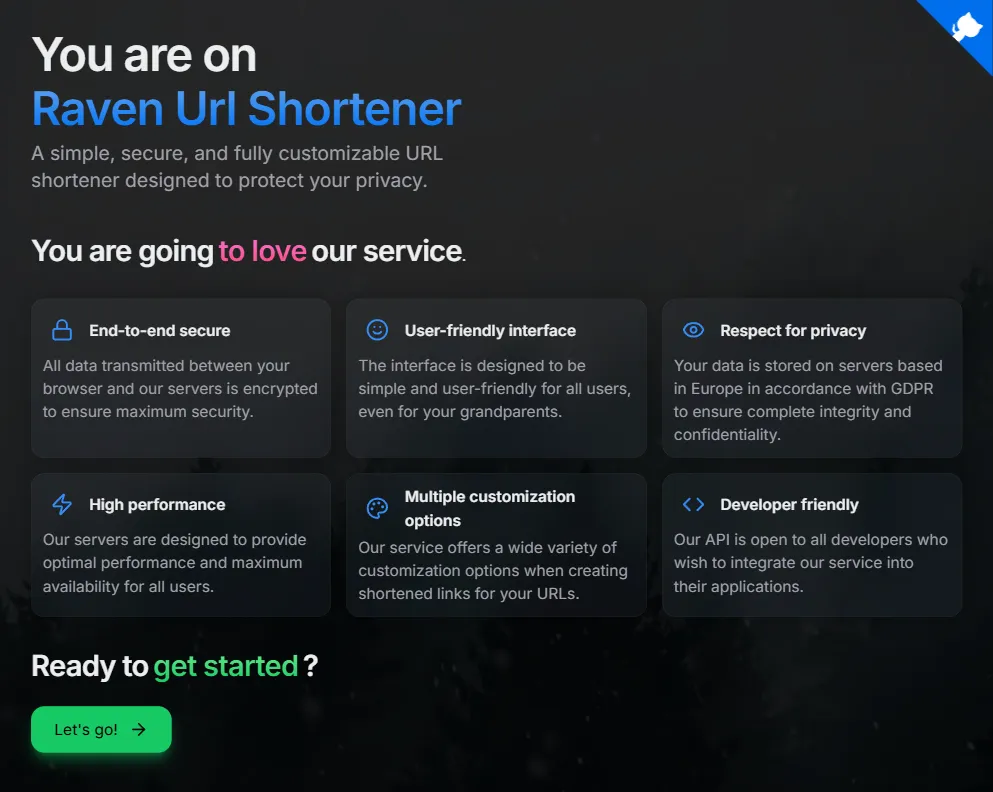 You are on
Raven Url Shortener
A simple, secure, and fully customizable URL
shortener designed to protect your privacy.
You are going to love our service.
End-to-end secure
All data transmitted between your
browser and our servers is encrypted
to ensure maximum security.
User-friendly interface
The interface is designed to be
simple and user-friendly for all users,
even for your grandparents.
Respect for privacy
Your data is stored on servers based
in Europe in accordance with GDPR
to ensure complete integrity and
confidentiality.
High performance
Our servers are designed to provide
optimal performance and maximum
availability for all users.
Multiple customization
options
Our service offers a wide variety of
customization options when creating
shortened links for your URLs.
Developer friendly
Our API is open to all developers who
wish to integrate our service into
their applications.
Ready to get started ?
Let's go!